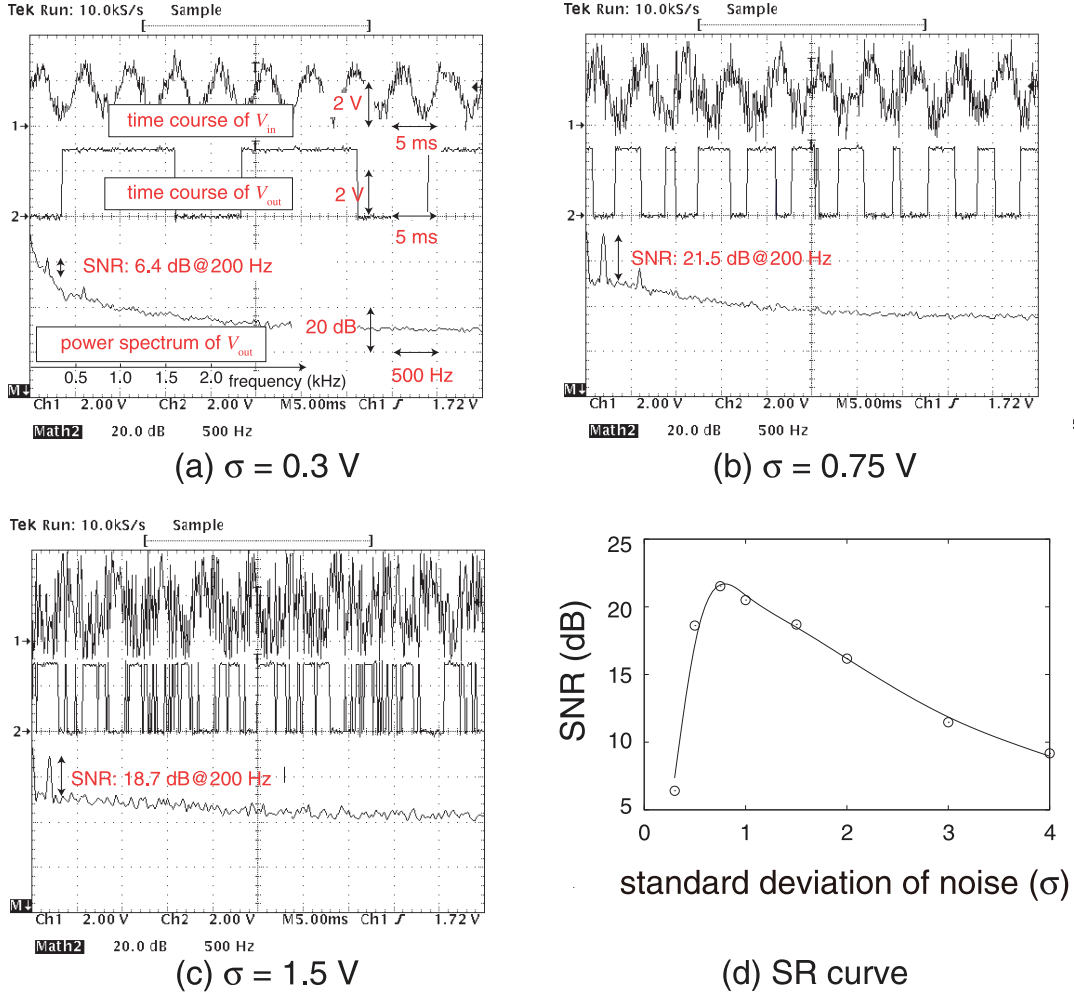 Tek Run: 10.0kS/s Sample
1→
time course of Vin
2 V
5 ms
time course of Vout
2 V
2→
5 ms
SNR: 6.4 dB@200 Hz
20 dB
power spectrum of Vout
500 Hz
0.5 1.0 1.5 2.0 frequency (kHz)
M↓
Ch1 2.00 V Ch2 2.00 V M5.00ms Ch1 ƒ 1.72 V
Math2 20.0 dB 500 Hz
(a) σ = 0.3 V
Tek Run: 10.0kS/s Sample
1→
2→
SNR: 21.5 dB@200 Hz
M↓
Ch1 2.00 V Ch2 2.00 V M5.00ms Ch1 ƒ 1.72 V
Math2 20.0 dB 500 Hz
(b) σ = 0.75 V
Tek Run: 10.0kS/s Sample
1→
2→
SNR: 18.7 dB@200 Hz
M↓
Ch1 2.00 V Ch2 2.00 V M5.00ms Ch1 ƒ 1.72 V
Math2 20.0 dB 500 Hz
(c) σ = 1.5 V
25
20
15
10
5
SNR (dB)
0 1 2 3 4
standard deviation of noise (σ)
(d) SR curve